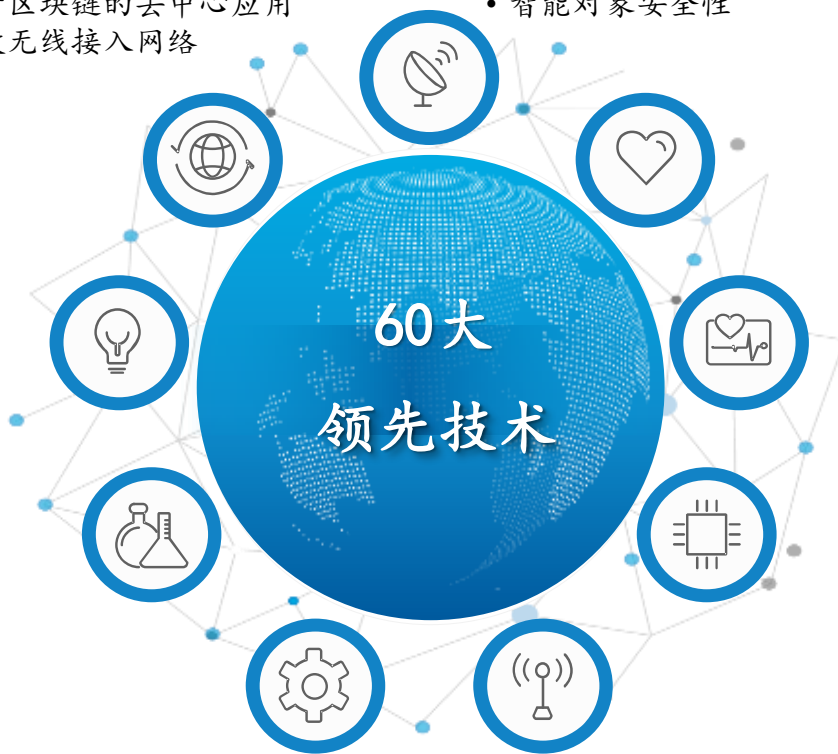 区块链的去中心应用
无线接入网络
• 智能对象安全性
60大
领先技术